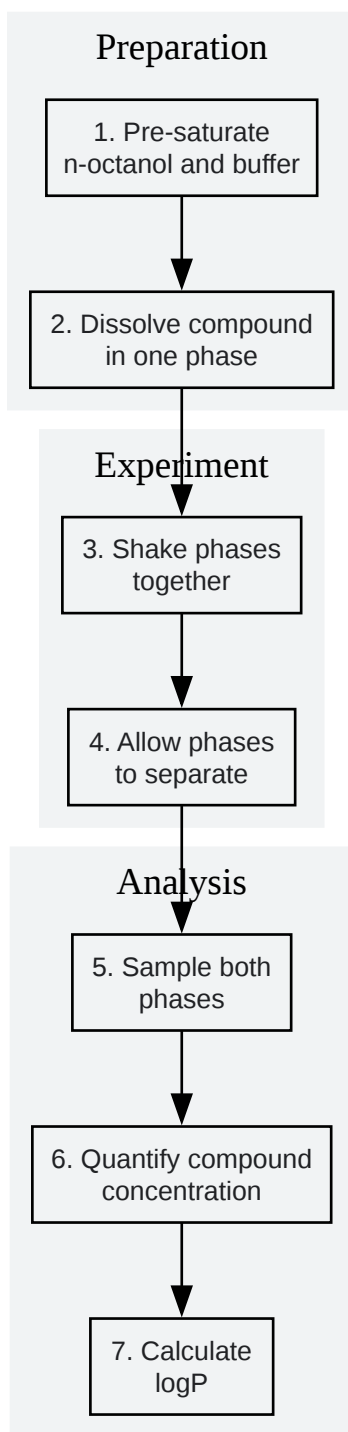 Preparation
1. Pre-saturate
n-octanol and buffer
2. Dissolve compound
in one phase
Experiment
3. Shake phases
together
4. Allow phases
to separate
Analysis
5. Sample both
phases
6. Quantify compound
concentration
7. Calculate
logP